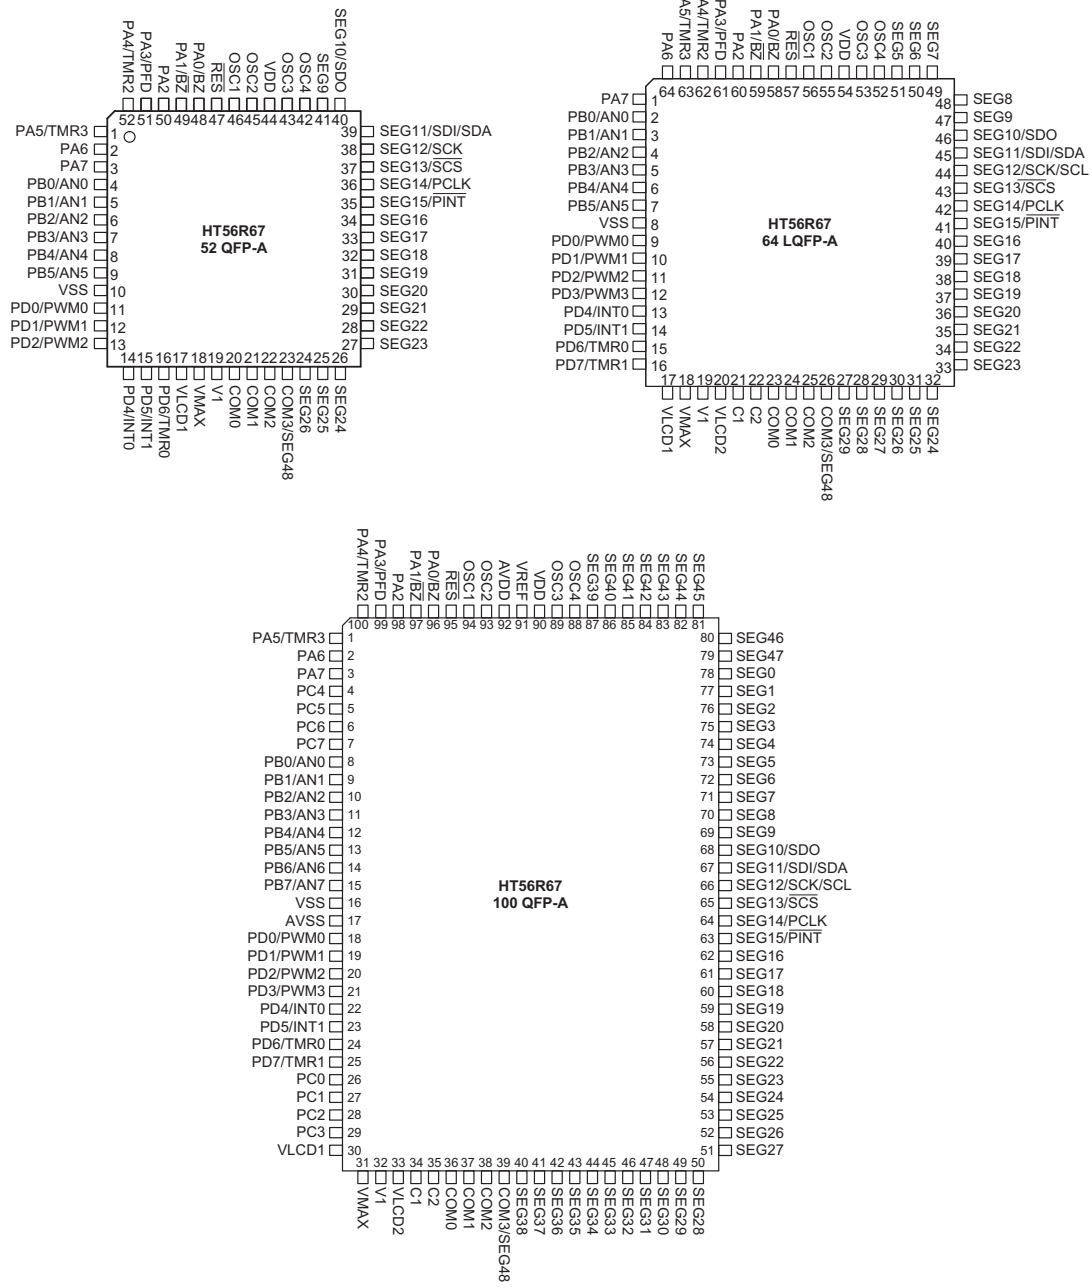 PA4/TMR2
PA3/PFD
PA2
PA1/BZ
PA0/BZ
RES
OSC1
OSC2
VDD
OSC3
OSC4
SEG9
SEG10/SDO
52 51 50 49 48 47 46 45 44 43 42 41 40
PA5/TMR3 1 39 SEG11/SDI/SDA
PA6 2 38 SEG12/SCK
PA7 3 37 SEG13/SCS
PB0/AN0 4 36 SEG14/PCLK
PB1/AN1 5 35 SEG15/PINT
PB2/AN2 6 34 SEG16
PB3/AN3 7 33 SEG17
PB4/AN4 8 32 SEG18
PB5/AN5 9 31 SEG19
VSS 10 30 SEG20
PD0/PWM0 11 29 SEG21
PD1/PWM1 12 28 SEG22
PD2/PWM2 13 27 SEG23
HT56R67
52 QFP-A
14 15 16 17 18 19 20 21 22 23 24 25 26
PD4/INT0
PD5/INT1
PD6/TMR0
VLCD1
VMAX
V1
COM0
COM1
COM2
COM3/SEG48
SEG26
SEG25
SEG24
PA6
PA5/TMR3
PA4/TMR2
PA3/PFD
PA2
PA1/BZ
PA0/BZ
RES
OSC1
OSC2
VDD
OSC3
OSC4
SEG5
SEG6
SEG7
64 63 62 61 60 59 58 57 56 55 54 53 52 51 50 49
PA7 1 48 SEG8
PB0/AN0 2 47 SEG9
PB1/AN1 3 46 SEG10/SDO
PB2/AN2 4 45 SEG11/SDI/SDA
PB3/AN3 5 44 SEG12/SCK/SCL
PB4/AN4 6 43 SEG13/SCS
PB5/AN5 7 42 SEG14/PCLK
VSS 8 41 SEG15/PINT
PD0/PWM0 9 40 SEG16
PD1/PWM1 10 39 SEG17
PD2/PWM2 11 38 SEG18
PD3/PWM3 12 37 SEG19
PD4/INT0 13 36 SEG20
PD5/INT1 14 35 SEG21
PD6/TMR0 15 34 SEG22
PD7/TMR1 16 33 SEG23
HT56R67
64 LQFP-A
17 18 19 20 21 22 23 24 25 26 27 28 29 30 31 32
VLCD1
VMAX
V1
VLCD2
C1
C2
COM0
COM1
COM2
COM3/SEG48
SEG29
SEG28
SEG27
SEG26
SEG25
SEG24
PA4/TMR2
PA3/PFD
PA2
PA1/BZ
PA0/BZ
RES
OSC1
OSC2
AVDD
VREF
VDD
OSC3
OSC4
SEG39
SEG40
SEG41
SEG42
SEG43
SEG44
SEG45
100 99 98 97 96 95 94 93 92 91 90 89 88 87 86 85 84 83 82 81
PA5/TMR3 1 80 SEG46
PA6 2 79 SEG47
PA7 3 78 SEG0
PC4 4 77 SEG1
PC5 5 76 SEG2
PC6 6 75 SEG3
PC7 7 74 SEG4
PB0/AN0 8 73 SEG5
PB1/AN1 9 72 SEG6
PB2/AN2 10 71 SEG7
PB3/AN3 11 70 SEG8
PB4/AN4 12 69 SEG9
PB5/AN5 13 68 SEG10/SDO
PB6/AN6 14 67 SEG11/SDI/SDA
PB7/AN7 15 66 SEG12/SCK/SCL
VSS 16 65 SEG13/SCS
AVSS 17 64 SEG14/PCLK
PD0/PWM0 18 63 SEG15/PINT
PD1/PWM1 19 62 SEG16
PD2/PWM2 20 61 SEG17
PD3/PWM3 21 60 SEG18
PD4/INT0 22 59 SEG19
PD5/INT1 23 58 SEG20
PD6/TMR0 24 57 SEG21
PD7/TMR1 25 56 SEG22
PC0 26 55 SEG23
PC1 27 54 SEG24
PC2 28 53 SEG25
PC3 29 52 SEG26
VLCD1 30 51 SEG27
HT56R67
100 QFP-A
31 32 33 34 35 36 37 38 39 40 41 42 43 44 45 46 47 48 49 50
VMAX
V1
VLCD2
C1
C2
COM0
COM1
COM2
COM3/SEG48
SEG38
SEG37
SEG36
SEG35
SEG34
SEG33
SEG32
SEG31
SEG30
SEG29
SEG28